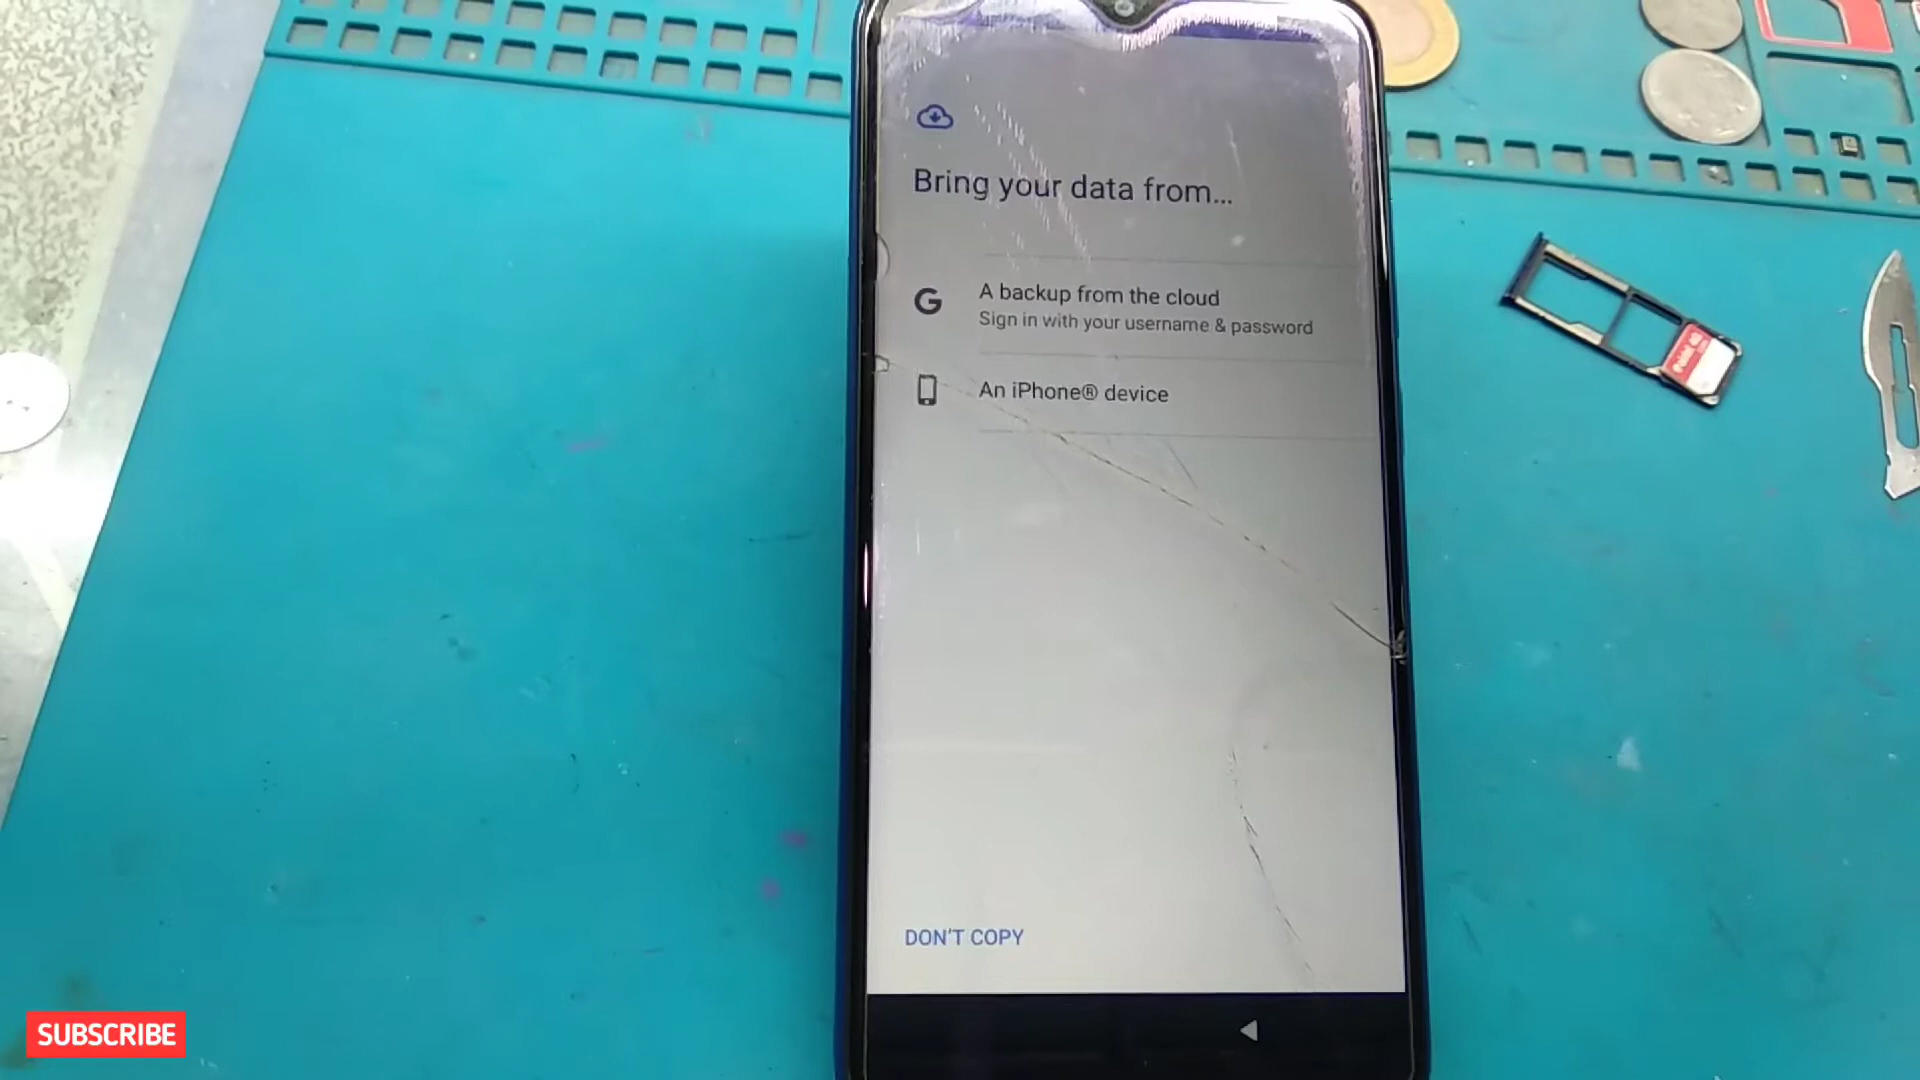 Bring your data from...
A backup from the cloud
Sign in with your username & password
An iPhone® device
DON'T COPY
SUBSCRIBE